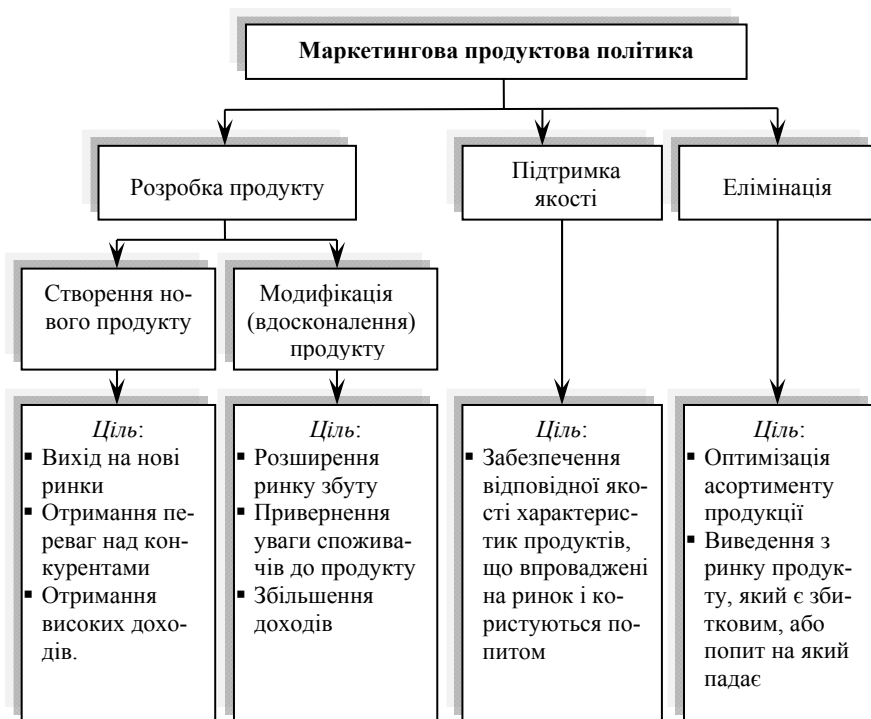 Маркетингова продуктова політика
Розробка продукту
Підтримка
якості
Елімінація
Створення но-
вого продукту
Модифікація
(вдосконалення)
продукту
Ціль:
▪ Вихід на нові
ринки
▪ Отримання пе-
реваг над кон-
курентами
▪ Отримання
високих дохо-
дів.
Ціль:
▪ Розширення
ринку збуту
▪ Привернення
уваги спожива-
чів до продукту
▪ Збільшення
доходів
Ціль:
▪ Забезпечення
відповідної яко-
сті характерис-
тик продуктів,
що впроваджені
на ринок і ко-
ристуються по-
питом
Ціль:
▪ Оптимізація
асортименту
продукції
▪ Виведення з
ринку продук-
ту, який є зби-
тковим, або
попит на який
падає